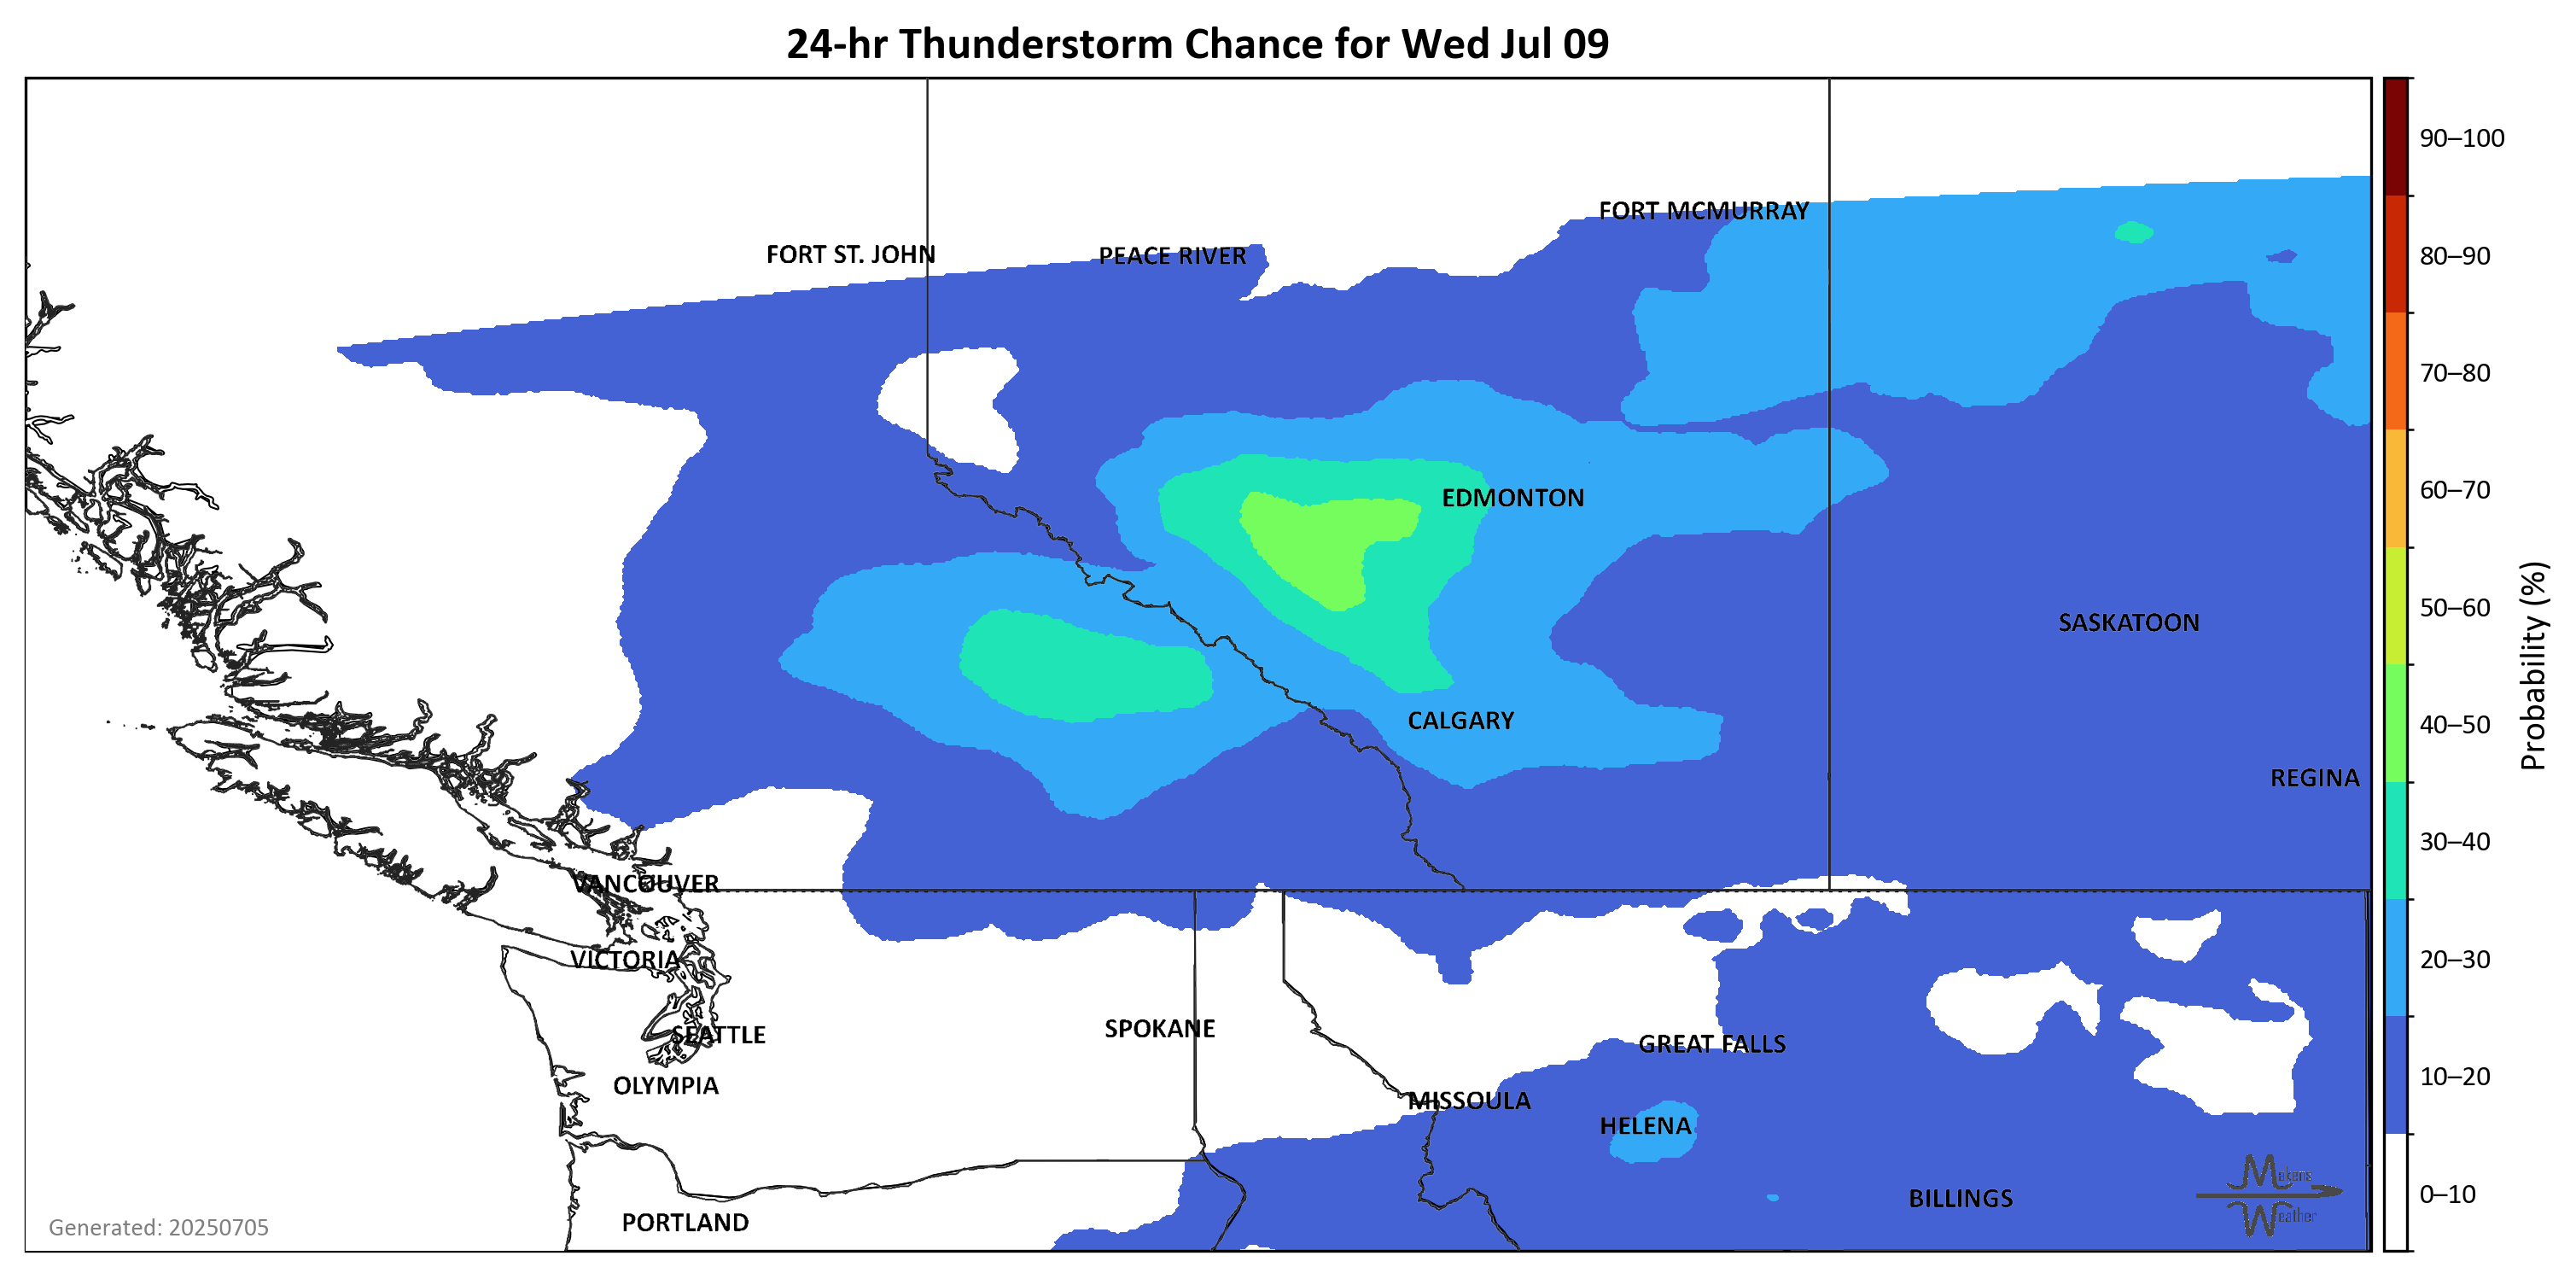 24-hr Thunderstorm Chance for Wed Jul 09
90–100
FORT MCMURRAY
FORT ST. JOHN
PEACE RIVER
80–90
70–80
EDMONTON
60–70
SASKATOON
50–60
Probability (%)
CALGARY
40–50
REGINA
30–40
VANCOUVER
VICTORIA
20–30
SEATTLE
SPOKANE
GREAT FALLS
OLYMPIA
MISSOULA
10–20
HELENA
Mekens
Weather
BILLINGS
0–10
PORTLAND
Generated: 20250705